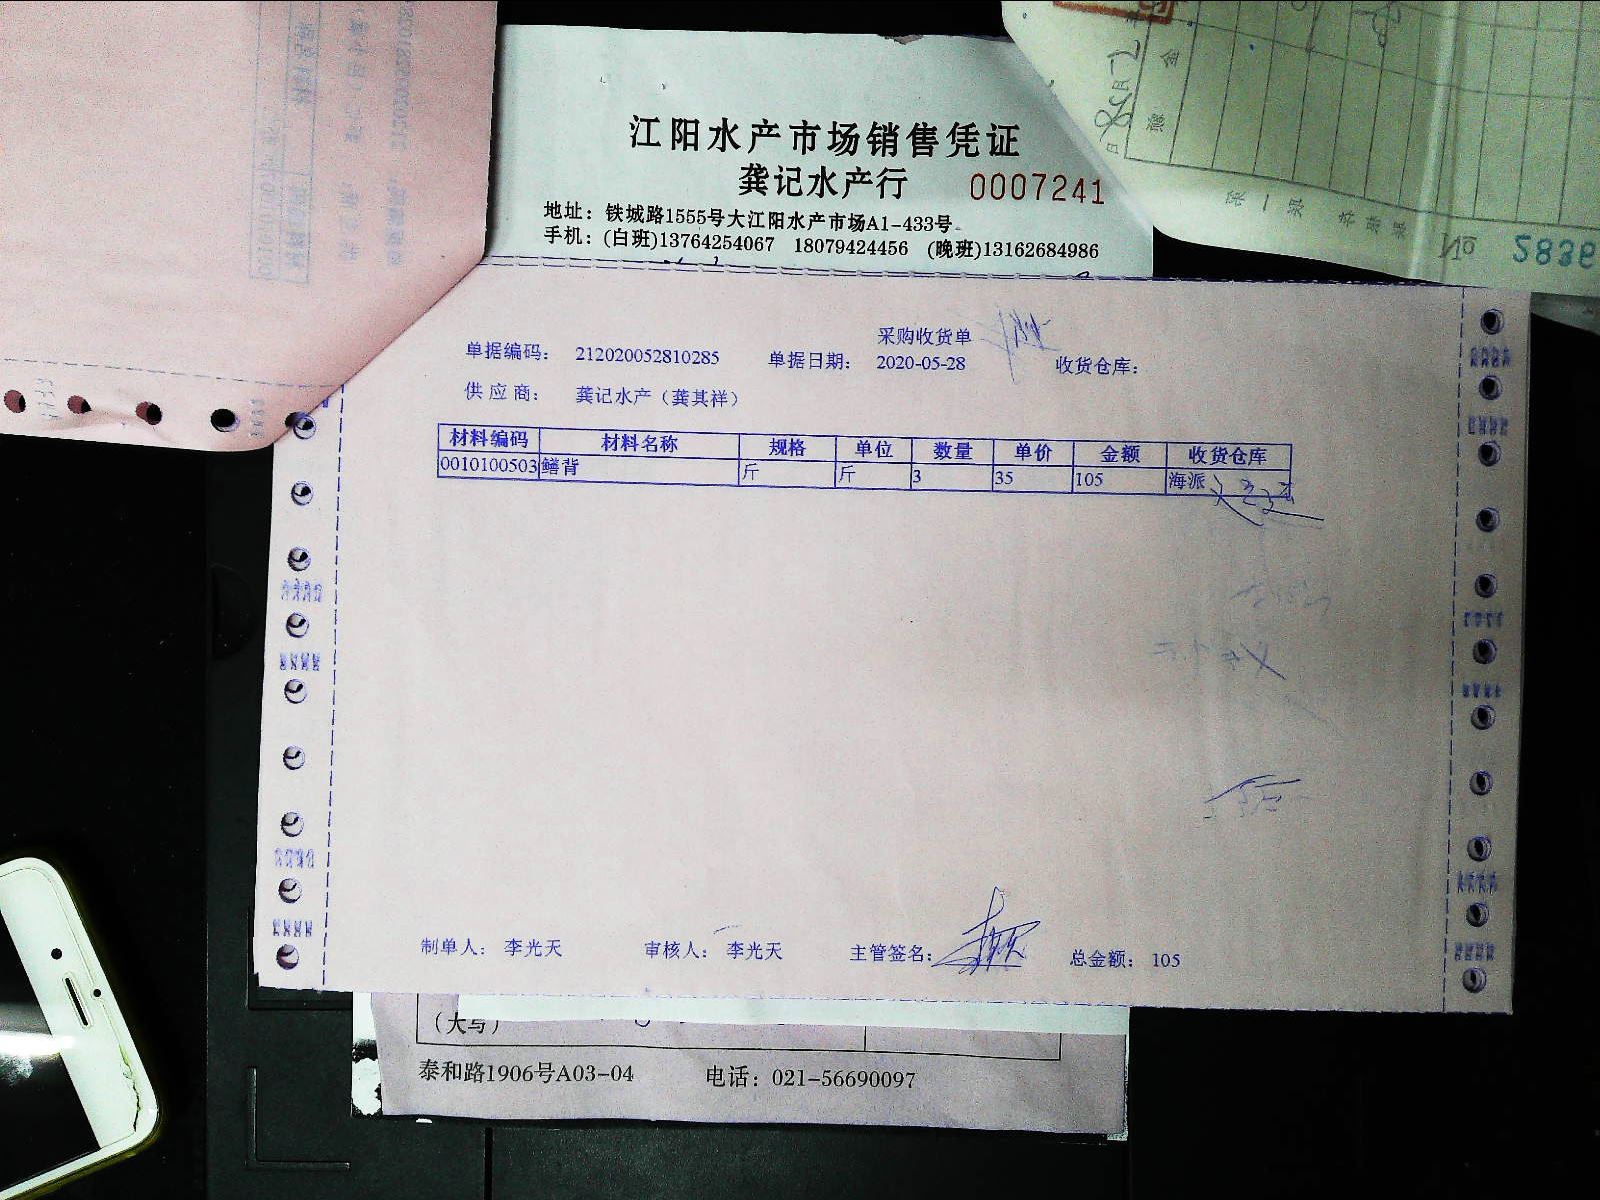 江阳水产市场销售凭证
龚记水产行 0007241
地址：铁城路1555号大江阳水产市场A1-433号
手机：(白班)13764254067 18079424456 (晚班)13162684986
采购收货单
单据编码： 212020052810285 单据日期： 2020-05-28 收货仓库：
供应商： 龚记水产（龚其祥）
材料编码 材料名称 规格 单位 数量 单价 金额 收货仓库
0010100503 鳝背 斤 斤 3 35 105 海派
制单人： 李光天 审核人： 李光天 主管签名： 总金额： 105
（大写）
泰和路1906号A03-04 电话：021-56690097
No 2836